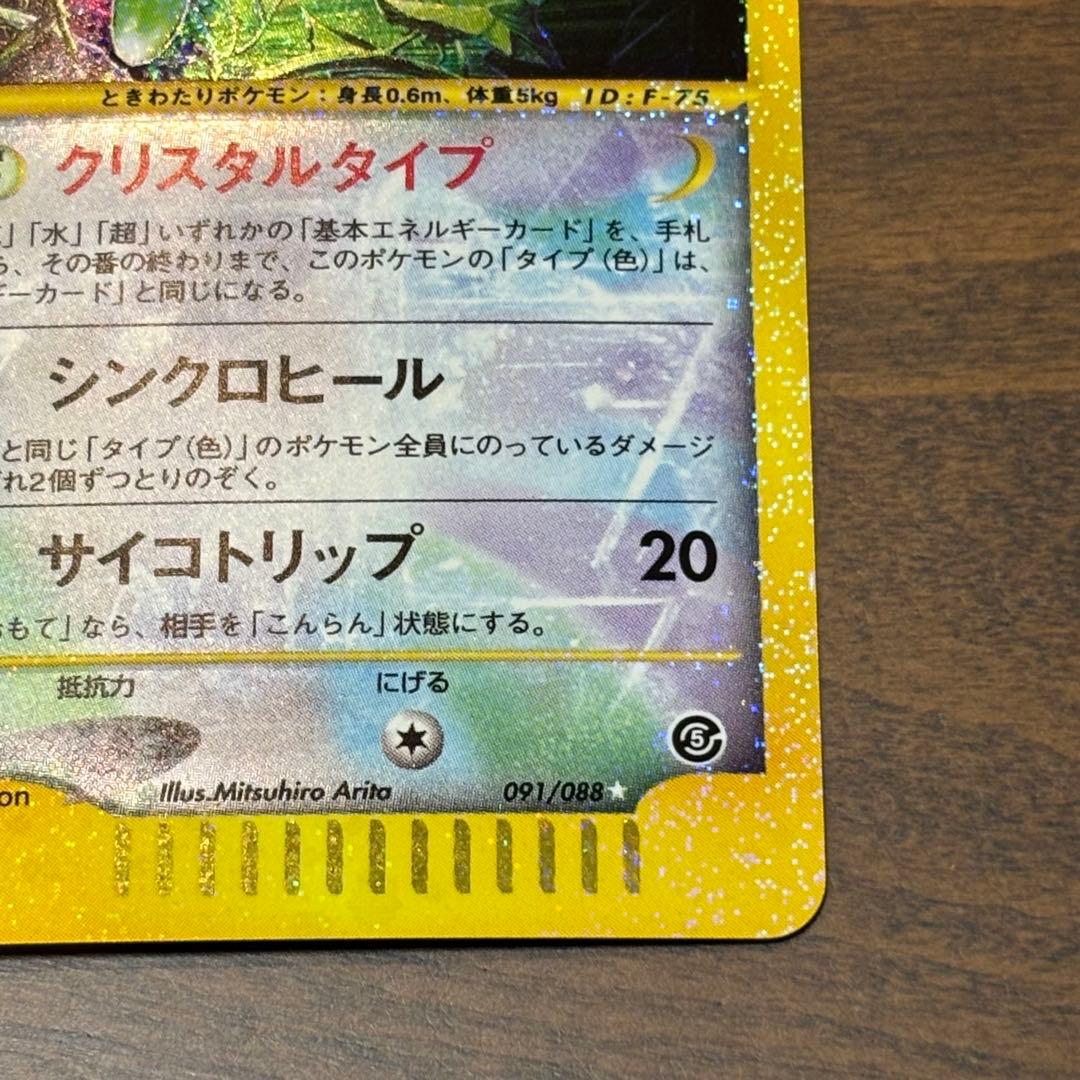 ときわたりポケモン：身長0.6m、体重5kg ID：F-75
クリスタルタイプ
」「水」「超」いずれかの「基本エネルギーカード」を、手札
ら、その番の終わりまで、このポケモンの「タイプ（色）」は、
ギーカード」と同じになる。
シンクロヒール
と同じ「タイプ（色）」のポケモン全員にのっているダメージ
ぞれ2個ずつとりのぞく。
サイコトリップ 20
おもて」なら、相手を「こんらん」状態にする。
抵抗力 にげる
5
on Illus.Mitsuhiro Arita 091/088★